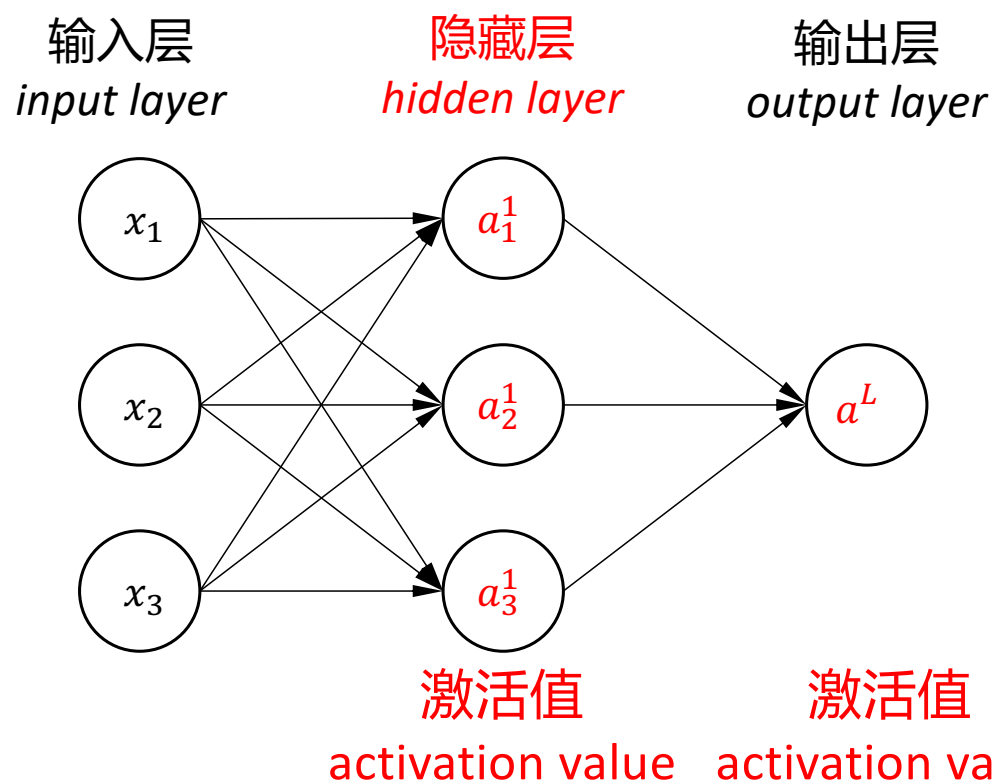 输入层 隐藏层 输出层
input layer hidden layer output layer
x₁ a₁¹
x₂ a₂¹ aᴸ
x₃ a₃¹
激活值 激活值
activation value activation va